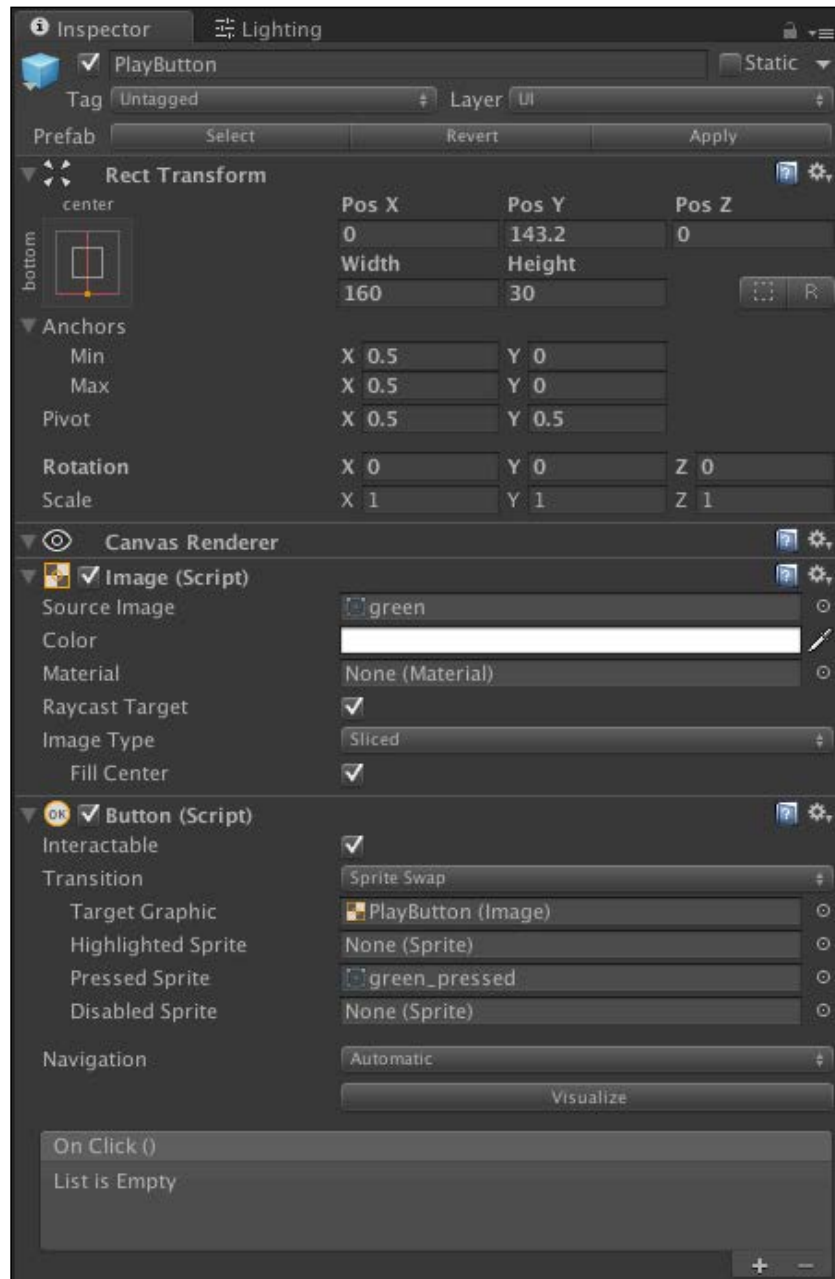 Inspector Lighting
PlayButton Static
Tag Untagged Layer UI
Prefab Select Revert Apply
Rect Transform
center Pos X Pos Y Pos Z
bottom 0 143.2 0
Width Height
160 30 R
Anchors
Min X 0.5 Y 0
Max X 0.5 Y 0
Pivot X 0.5 Y 0.5
Rotation X 0 Y 0 Z 0
Scale X 1 Y 1 Z 1
Canvas Renderer
Image (Script)
Source Image green
Color
Material None (Material)
Raycast Target
Image Type Sliced
Fill Center
OK Button (Script)
Interactable
Transition Sprite Swap
Target Graphic PlayButton (Image)
Highlighted Sprite None (Sprite)
Pressed Sprite green_pressed
Disabled Sprite None (Sprite)
Navigation Automatic
Visualize
On Click ()
List is Empty
+ −